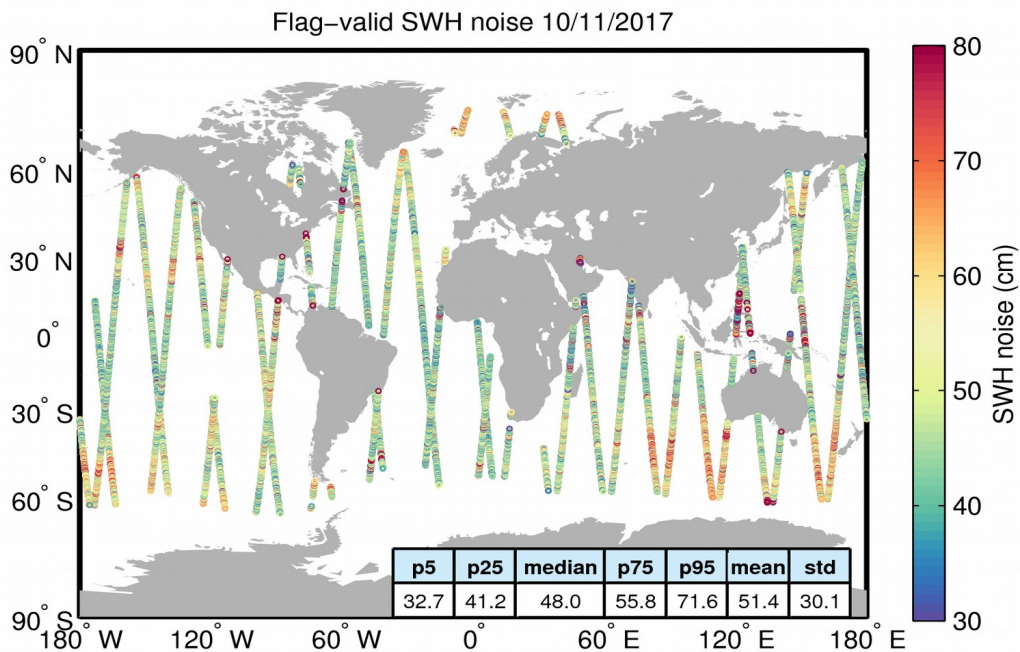 Flag−valid SWH noise 10/11/2017
90° N
60° N
30° N
0°
30° S
60° S
90° S
180° W
120° W
60° W
0°
60° E
120° E
180° E
80
70
60
50
40
30
SWH noise (cm)
p5 p25 median p75 p95 mean std
32.7 41.2 48.0 55.8 71.6 51.4 30.1